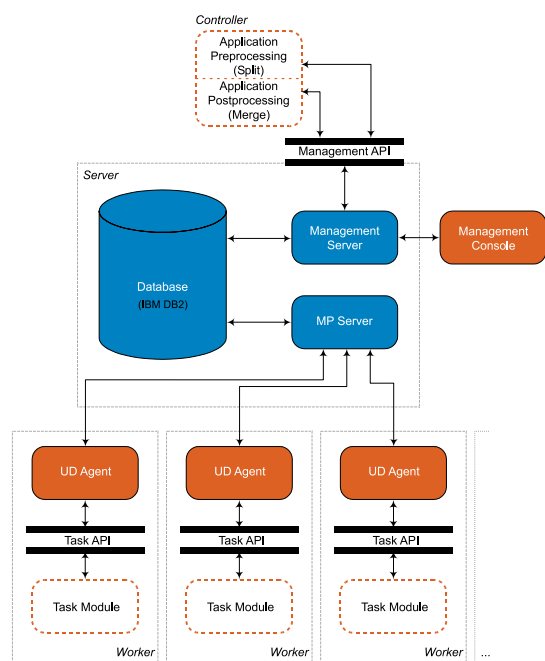 Controller
Application
Preprocessing
(Split)
Application
Postprocessing
(Merge)
Management API
Server
Database
(IBM DB2)
Management
Server
Management
Console
MP Server
UD Agent
UD Agent
UD Agent
Task API
Task API
Task API
Task Module
Task Module
Task Module
Worker
Worker
Worker
...